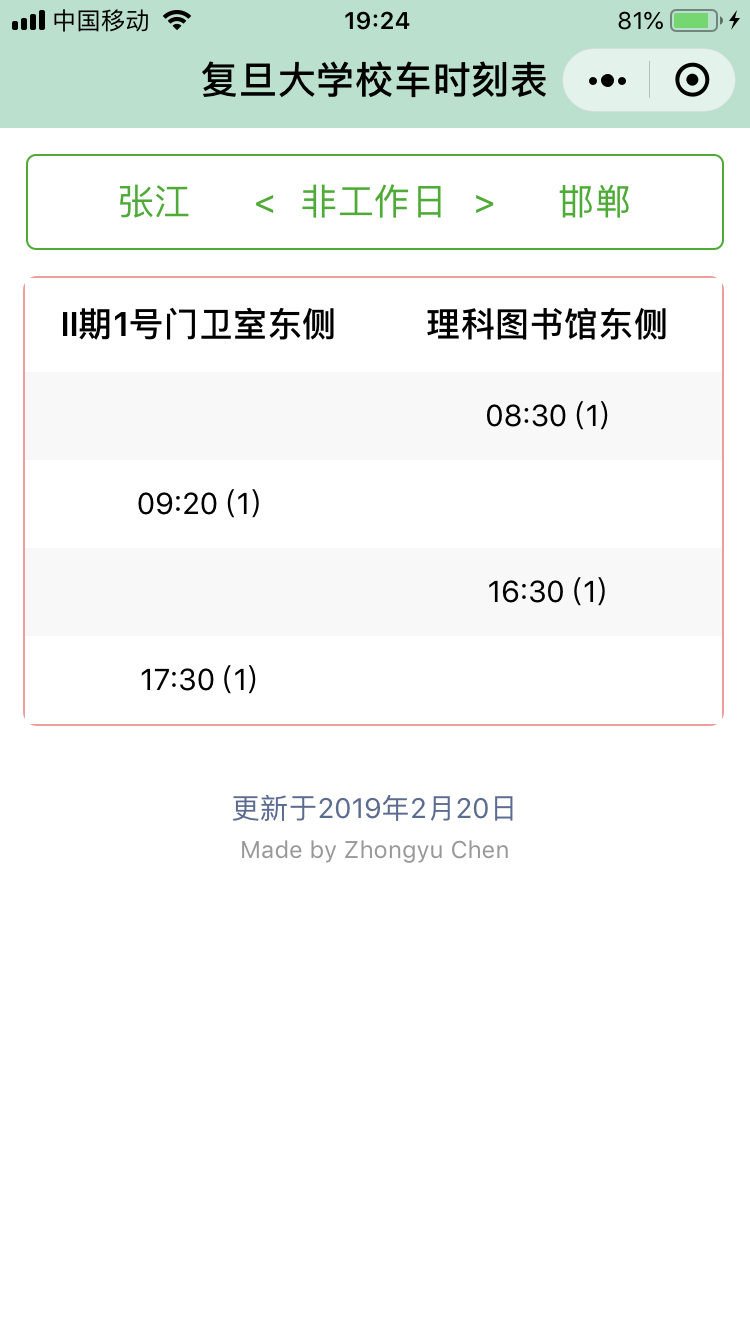 中国移动 19:24 81%
复旦大学校车时刻表
张江 < 非工作日 > 邯郸
II期1号门卫室东侧 理科图书馆东侧
08:30 (1)
09:20 (1)
16:30 (1)
17:30 (1)
更新于2019年2月20日
Made by Zhongyu Chen